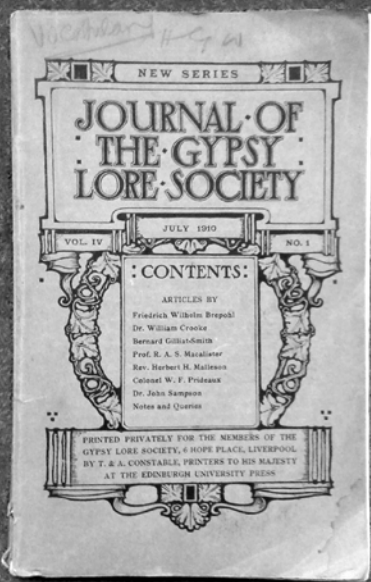 NEW SERIES
JOURNAL · OF
: THE · GYPSY :
LORE · SOCIETY
JULY 1910
VOL. IV
NO. 1
: CONTENTS :
ARTICLES BY
Friedrich Wilhelm Brepohl
Dr. William Crooke
Bernard Gilliat-Smith
Prof. R. A. S. Macalister
Rev. Herbert H. Malleson
Colonel W. F. Prideaux
Dr. John Sampson
Notes and Queries
PRINTED PRIVATELY FOR THE MEMBERS OF THE
GYPSY LORE SOCIETY, 6 HOPE PLACE, LIVERPOOL
BY T. & A. CONSTABLE, PRINTERS TO HIS MAJESTY
AT THE EDINBURGH UNIVERSITY PRESS